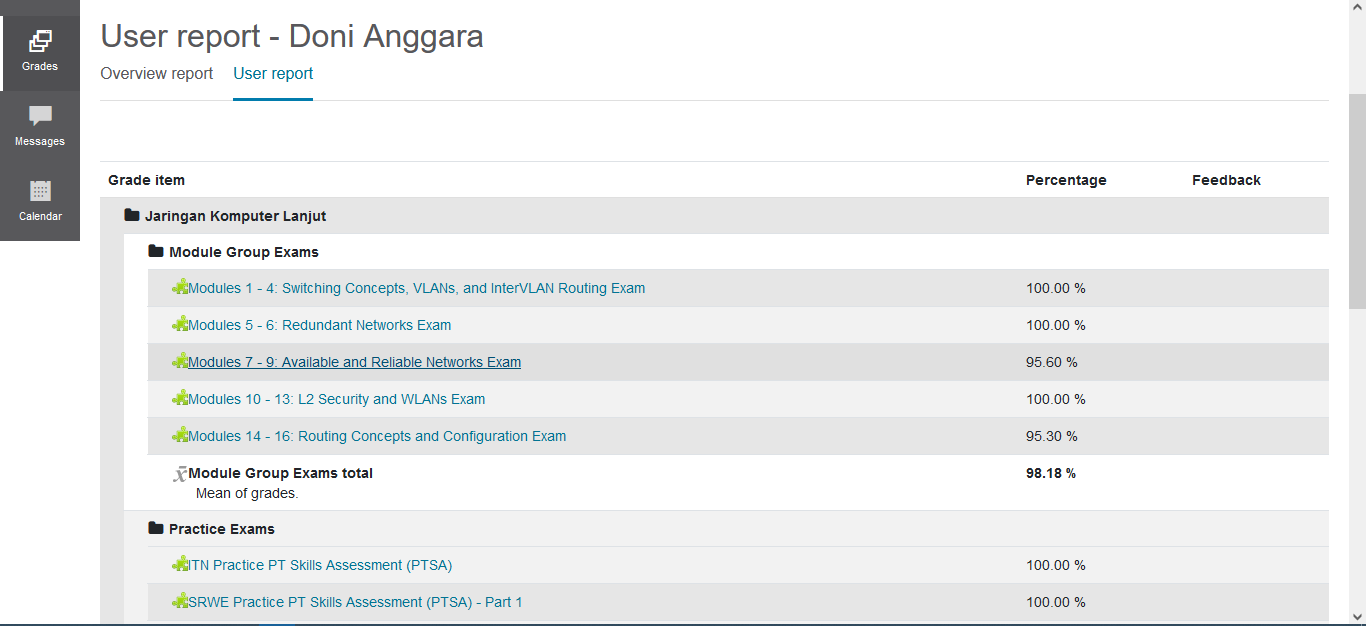 Grades
Messages
Calendar
User report - Doni Anggara
Overview report User report
Grade item Percentage Feedback
Jaringan Komputer Lanjut
Module Group Exams
Modules 1 - 4: Switching Concepts, VLANs, and InterVLAN Routing Exam 100.00 %
Modules 5 - 6: Redundant Networks Exam 100.00 %
Modules 7 - 9: Available and Reliable Networks Exam 95.60 %
Modules 10 - 13: L2 Security and WLANs Exam 100.00 %
Modules 14 - 16: Routing Concepts and Configuration Exam 95.30 %
x̄ Module Group Exams total 98.18 %
Mean of grades.
Practice Exams
ITN Practice PT Skills Assessment (PTSA) 100.00 %
SRWE Practice PT Skills Assessment (PTSA) - Part 1 100.00 %